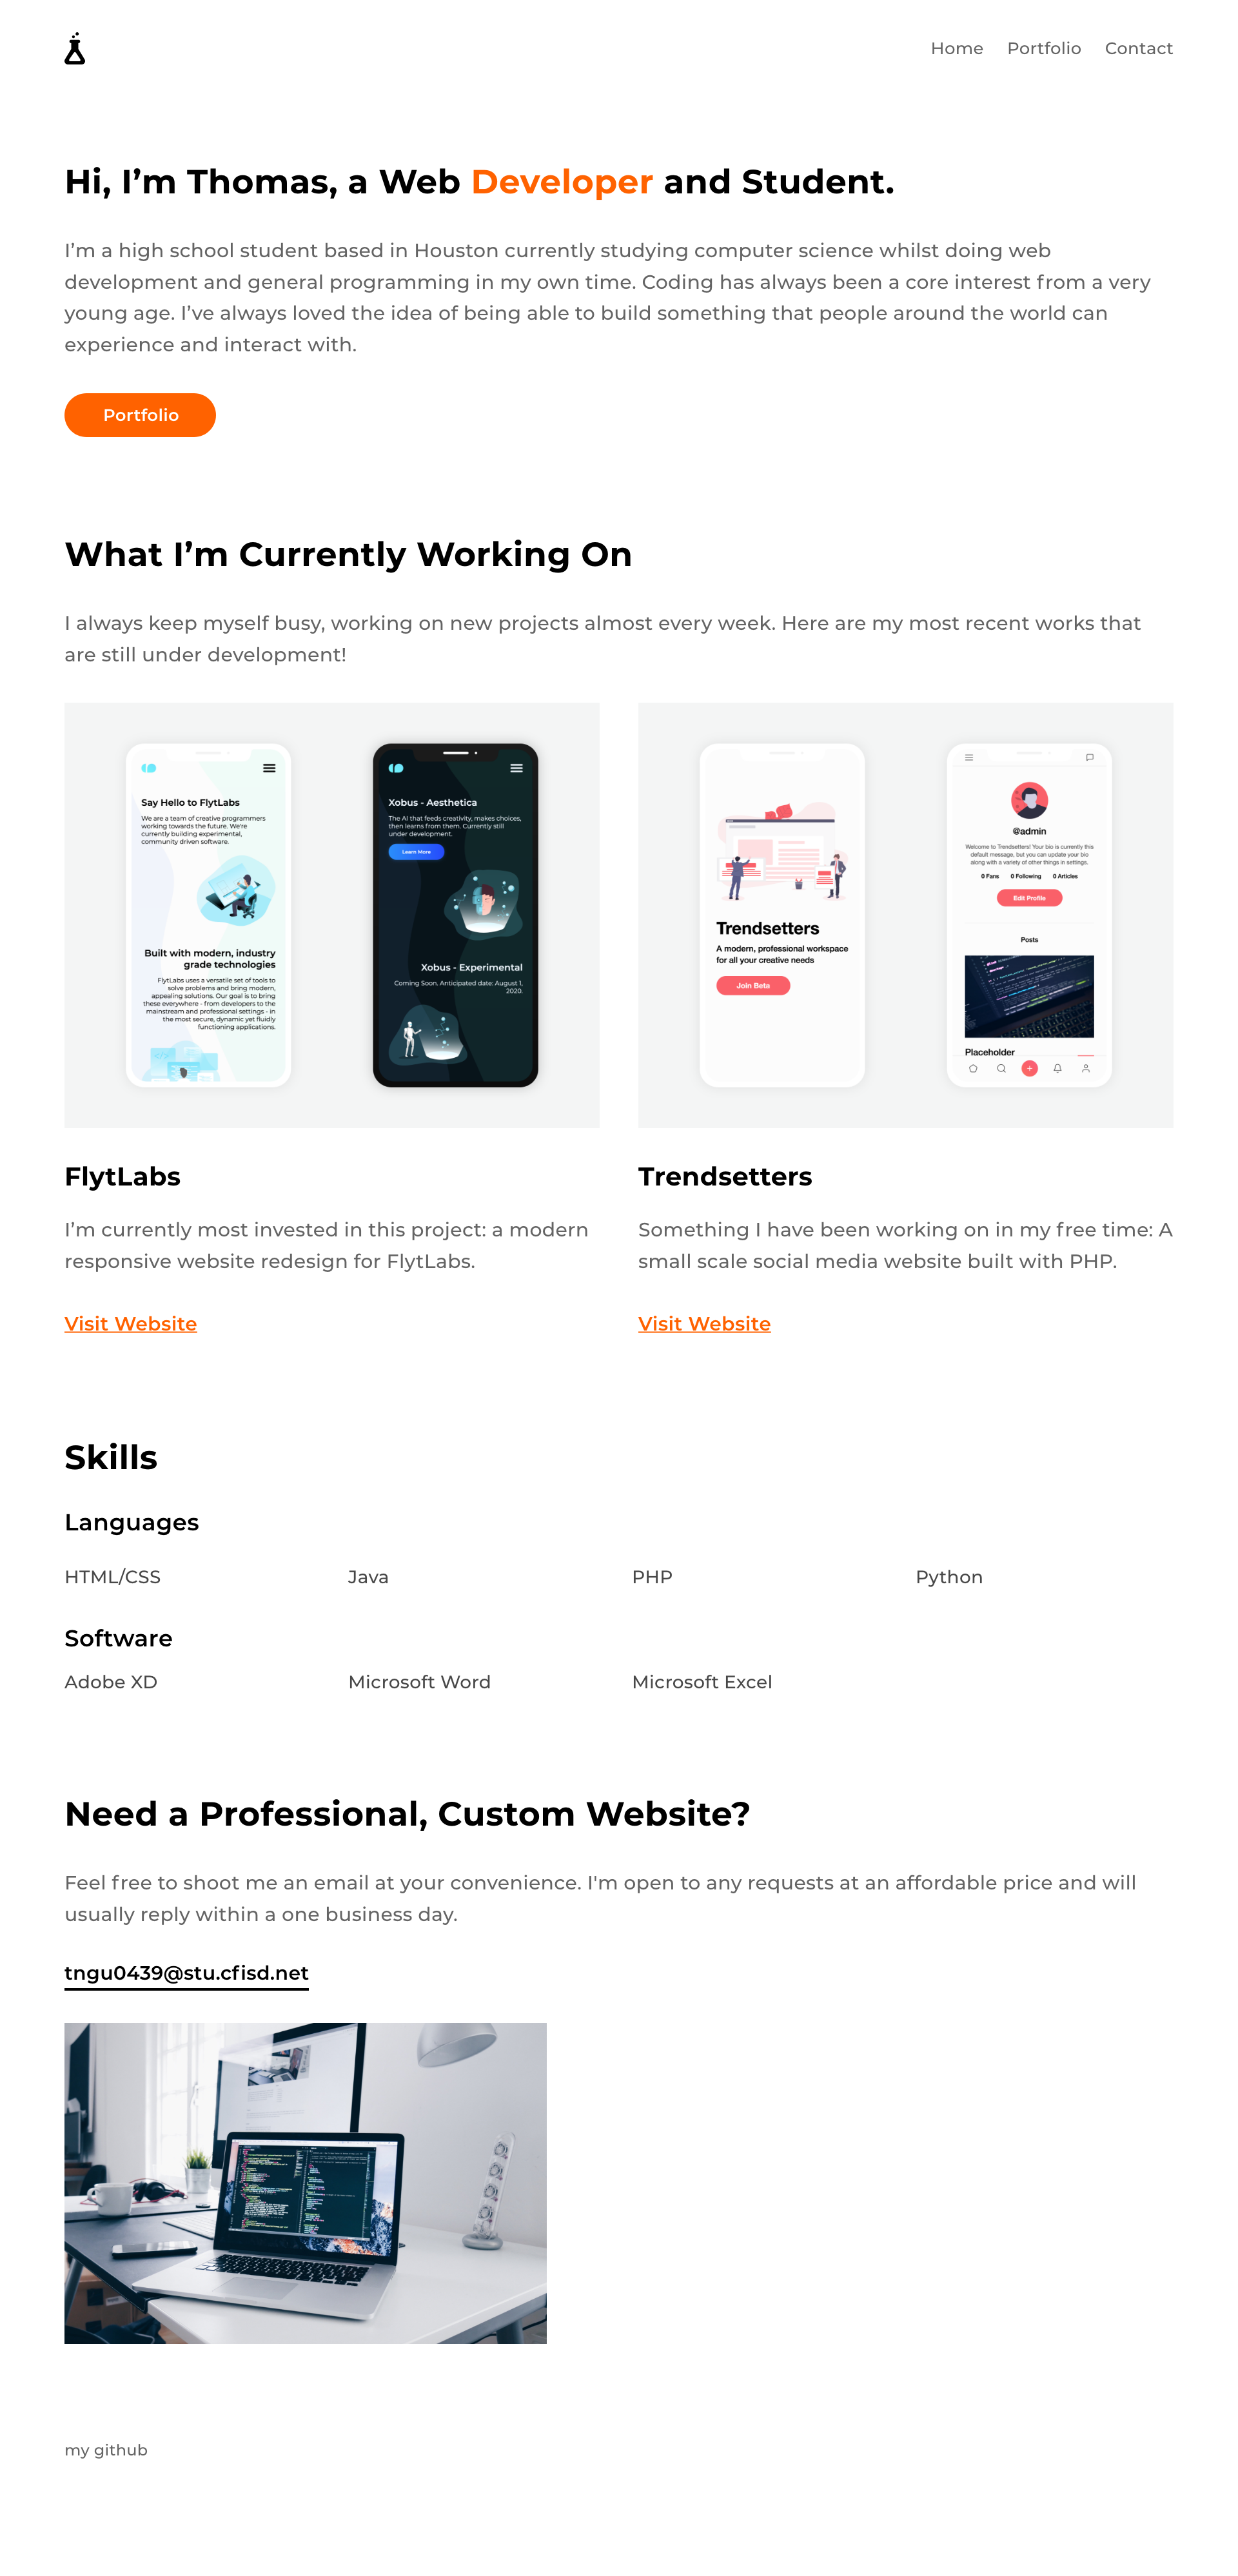 Home Portfolio Contact
Hi, I’m Thomas, a Web Developer and Student.
I’m a high school student based in Houston currently studying computer science whilst doing web
development and general programming in my own time. Coding has always been a core interest from a very
young age. I’ve always loved the idea of being able to build something that people around the world can
experience and interact with.
Portfolio
What I’m Currently Working On
I always keep myself busy, working on new projects almost every week. Here are my most recent works that
are still under development!
Say Hello to FlytLabs
We are a team of creative programmers
working towards the future. We're
currently building experimental,
community driven software.
Built with modern, industry
grade technologies
FlytLabs uses a versatile set of tools to
solve problems and bring modern,
appealing solutions. Our goal is to bring
these everywhere - from developers to the
mainstream and professional settings - in
the most secure, dynamic yet fluidly
functioning applications.
Xobus - Aesthetica
The AI that feeds creativity, makes choices,
then learns from them. Currently still
under development.
Learn More
Xobus - Experimental
Coming Soon. Anticipated date: August 1,
2020.
Trendsetters
A modern, professional workspace
for all your creative needs
Join Beta
@admin
Welcome to Trendsetters! Your bio is currently this
default message, but you can update your bio
along with a variety of other things in settings.
0 Fans 0 Following 0 Articles
Edit Profile
Posts
Placeholder
FlytLabs
I’m currently most invested in this project: a modern
responsive website redesign for FlytLabs.
Visit Website
Trendsetters
Something I have been working on in my free time: A
small scale social media website built with PHP.
Visit Website
Skills
Languages
HTML/CSS Java PHP Python
Software
Adobe XD Microsoft Word Microsoft Excel
Need a Professional, Custom Website?
Feel free to shoot me an email at your convenience. I'm open to any requests at an affordable price and will
usually reply within a one business day.
tngu0439@stu.cfisd.net
my github